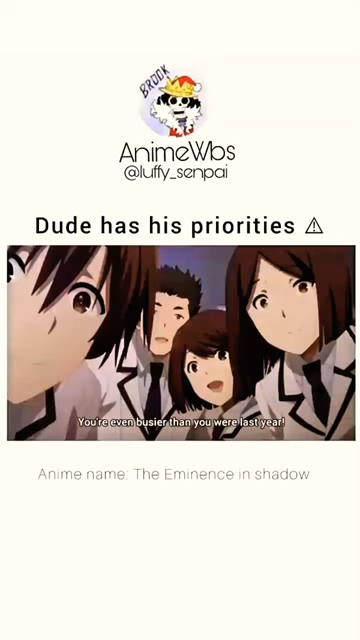 BROOK
AnimeWbs
@luffy_senpai
Dude has his priorities ⚠
You're even busier than you were last year!
Anime name: The Eminence in shadow